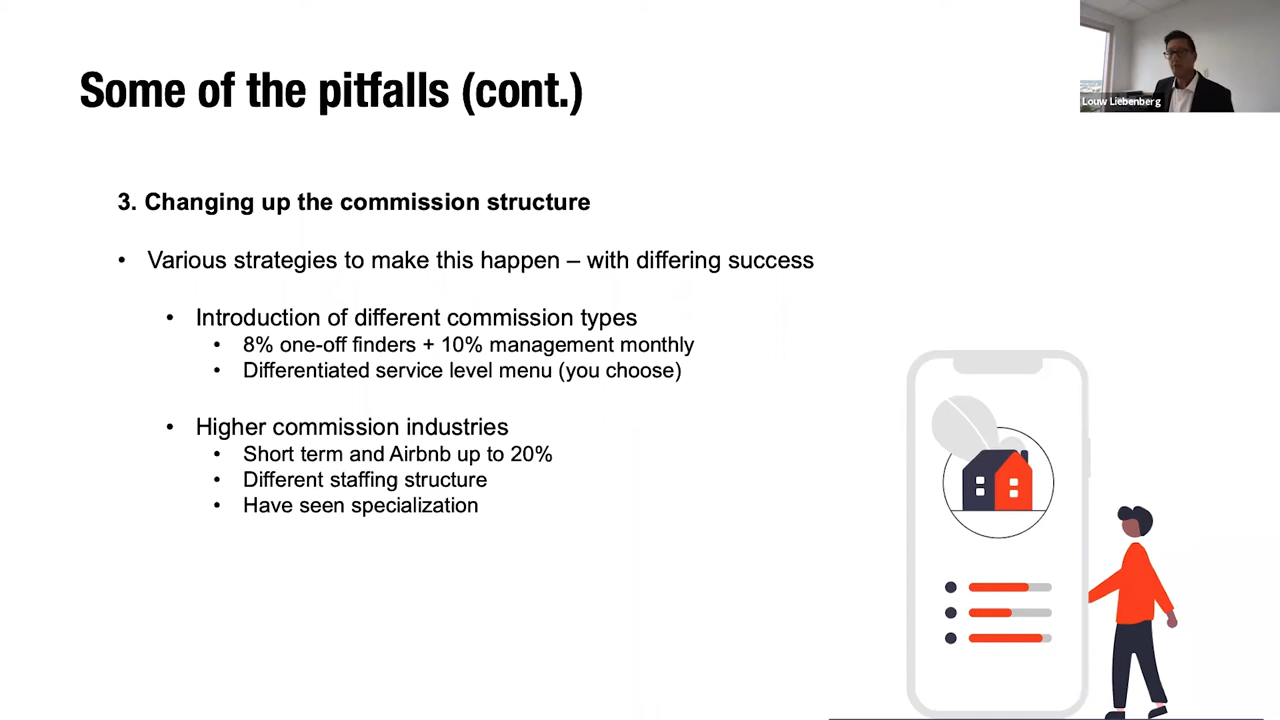 Some of the pitfalls (cont.)
Louw Liebenberg
3. Changing up the commission structure
• Various strategies to make this happen – with differing success
• Introduction of different commission types
• 8% one-off finders + 10% management monthly
• Differentiated service level menu (you choose)
• Higher commission industries
• Short term and Airbnb up to 20%
• Different staffing structure
• Have seen specialization